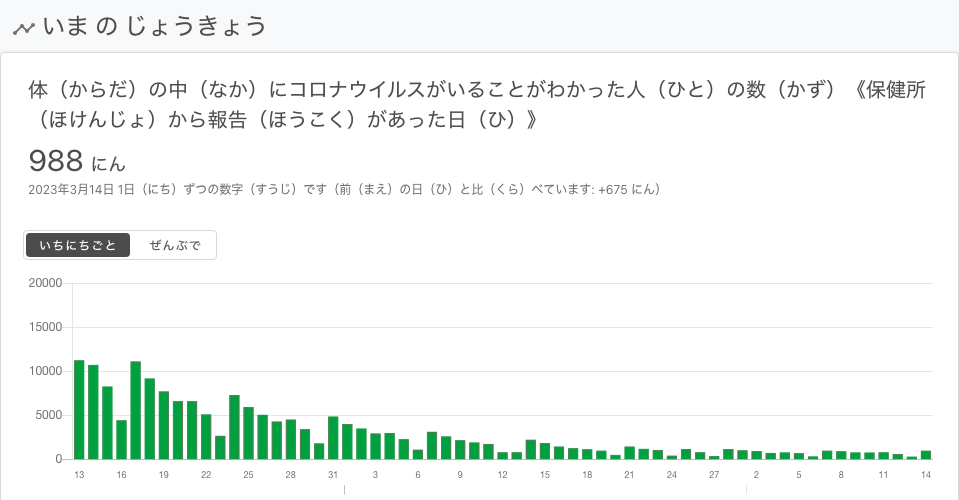 いま の じょうきょう
体（からだ）の中（なか）にコロナウイルスがいることがわかった人（ひと）の数（かず）《保健所
（ほけんじょ）から報告（ほうこく）があった日（ひ）》
988 にん
2023年3月14日 1日（にち）ずつの数字（すうじ）です（前（まえ）の日（ひ）と比（くら）べています: +675 にん）
いちにちごと ぜんぶで
20000
15000
10000
5000
0
13 16 19 22 25 28 31 3 6 9 12 15 18 21 24 27 2 5 8 11 14